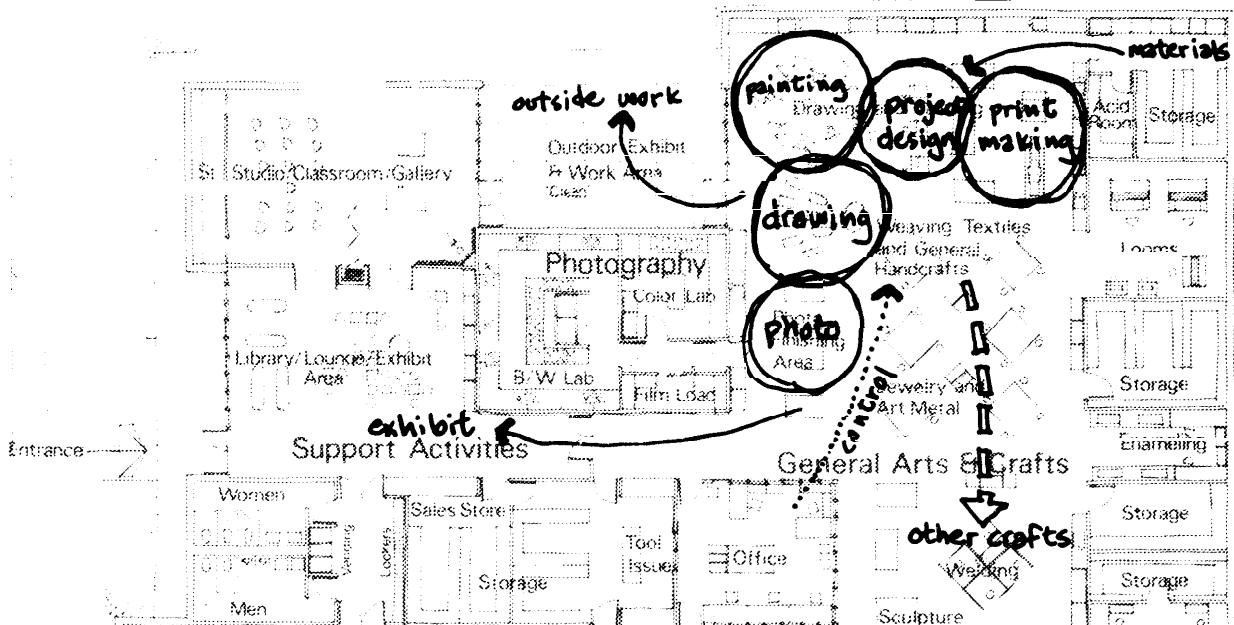 materials
painting
Drawing
project
design
print
making
Acid
Room
Storage
outside work
Outdoor Exhibit
& Work Area
"Clean"
Studio/Classroom/Gallery
drawing
Weaving Textiles
and General
Handcrafts
Looms
Photography
Color Lab
photo
Finishing
Area
Library/Lounge/Exhibit
Area
B/W Lab
Film Load
control
Jewelry and
Art Metal
Storage
exhibit
Entrance
Support Activities
General Arts & Crafts
Enameling
Women
Sales Store
Vending
Lockers
Storage
Tool
Issues
Office
other crafts
Welding
Storage
Storage
Men
Sculpture